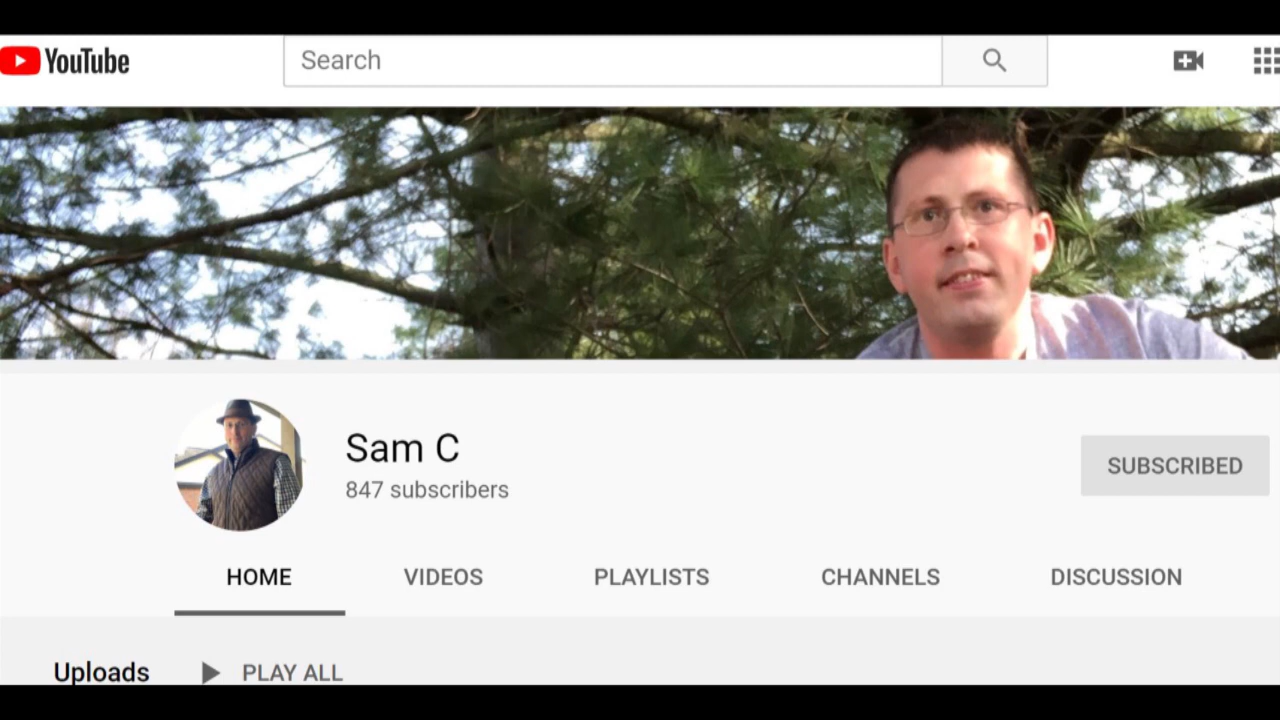 YouTube
Search
Sam C
847 subscribers
SUBSCRIBED
HOME VIDEOS PLAYLISTS CHANNELS DISCUSSION
Uploads PLAY ALL